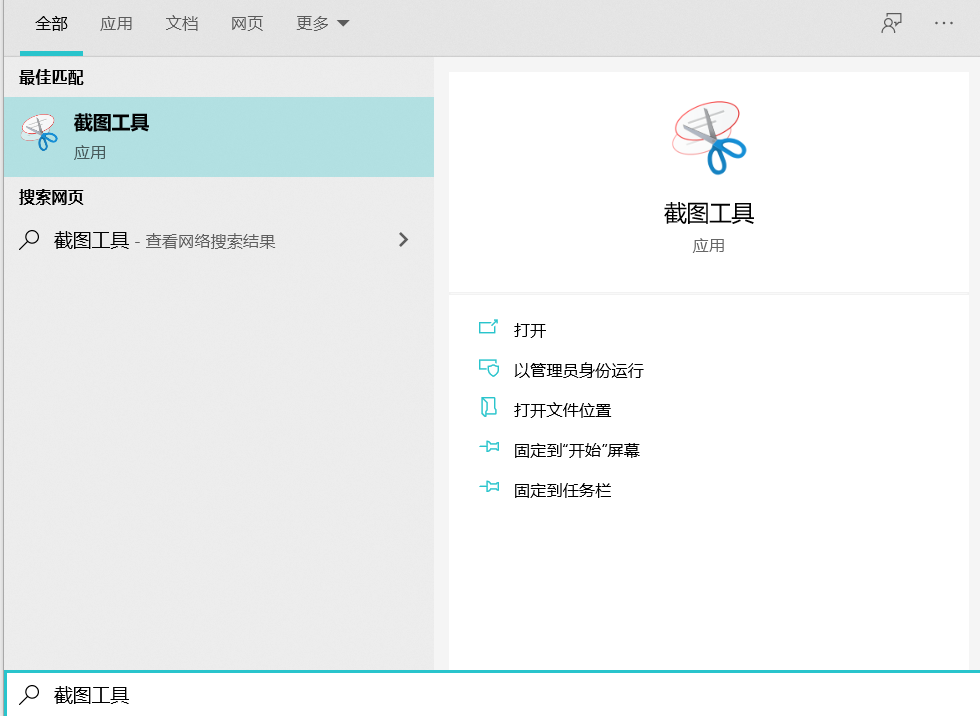 全部 应用 文档 网页 更多
最佳匹配
截图工具
应用
搜索网页
截图工具 - 查看网络搜索结果
截图工具
应用
打开
以管理员身份运行
打开文件位置
固定到“开始”屏幕
固定到任务栏
截图工具